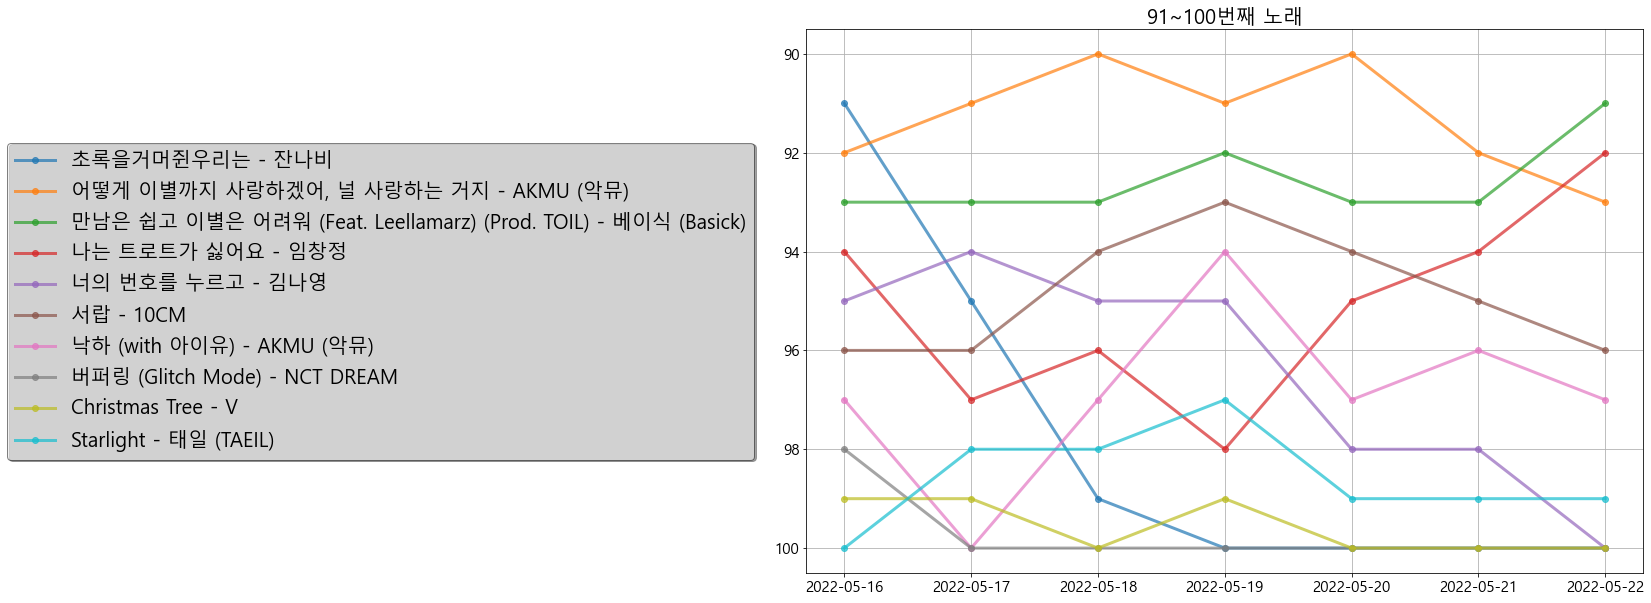 91~100번째 노래
초록을거머쥔우리는 - 잔나비
어떻게 이별까지 사랑하겠어, 널 사랑하는 거지 - AKMU (악뮤)
만남은 쉽고 이별은 어려워 (Feat. Leellamarz) (Prod. TOIL) - 베이식 (Basick)
나는 트로트가 싫어요 - 임창정
너의 번호를 누르고 - 김나영
서랍 - 10CM
낙하 (with 아이유) - AKMU (악뮤)
버퍼링 (Glitch Mode) - NCT DREAM
Christmas Tree - V
Starlight - 태일 (TAEIL)
90
92
94
96
98
100
2022-05-16 2022-05-17 2022-05-18 2022-05-19 2022-05-20 2022-05-21 2022-05-22